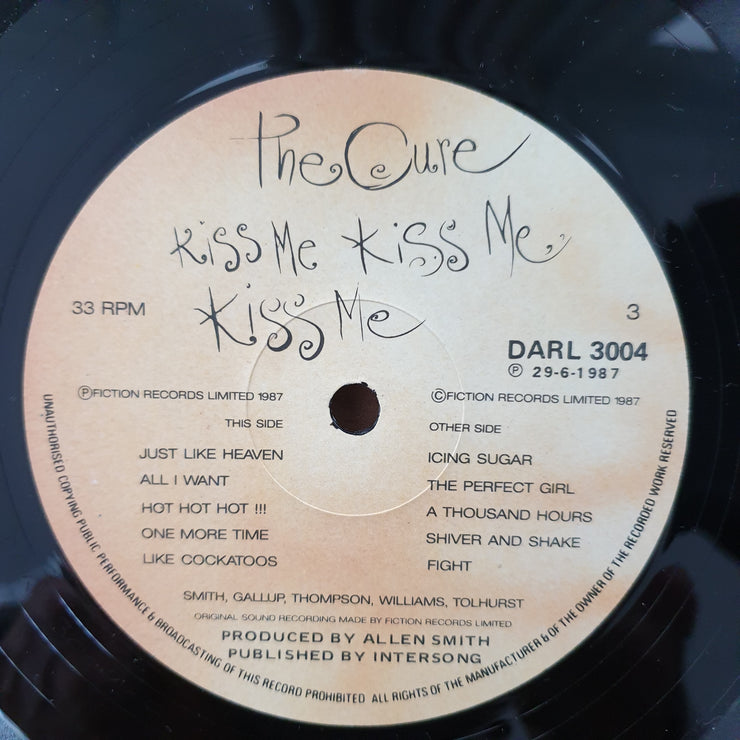 The Cure
Kiss Me Kiss Me
Kiss Me
33 RPM
3
DARL 3004
Ⓟ 29-6-1987
ⓅFICTION RECORDS LIMITED 1987
THIS SIDE
JUST LIKE HEAVEN
ALL I WANT
HOT HOT HOT !!!
ONE MORE TIME
LIKE COCKATOOS
ⒸFICTION RECORDS LIMITED 1987
OTHER SIDE
ICING SUGAR
THE PERFECT GIRL
A THOUSAND HOURS
SHIVER AND SHAKE
FIGHT
SMITH, GALLUP, THOMPSON, WILLIAMS, TOLHURST
ORIGINAL SOUND RECORDING MADE BY FICTION RECORDS LIMITED
PRODUCED BY ALLEN SMITH
PUBLISHED BY INTERSONG
UNAUTHORISED COPYING PUBLIC PERFORMANCE & BROADCASTING OF THIS RECORD PROHIBITED ALL RIGHTS OF THE MANUFACTURER & OF THE OWNER OF THE RECORDED WORK RESERVED